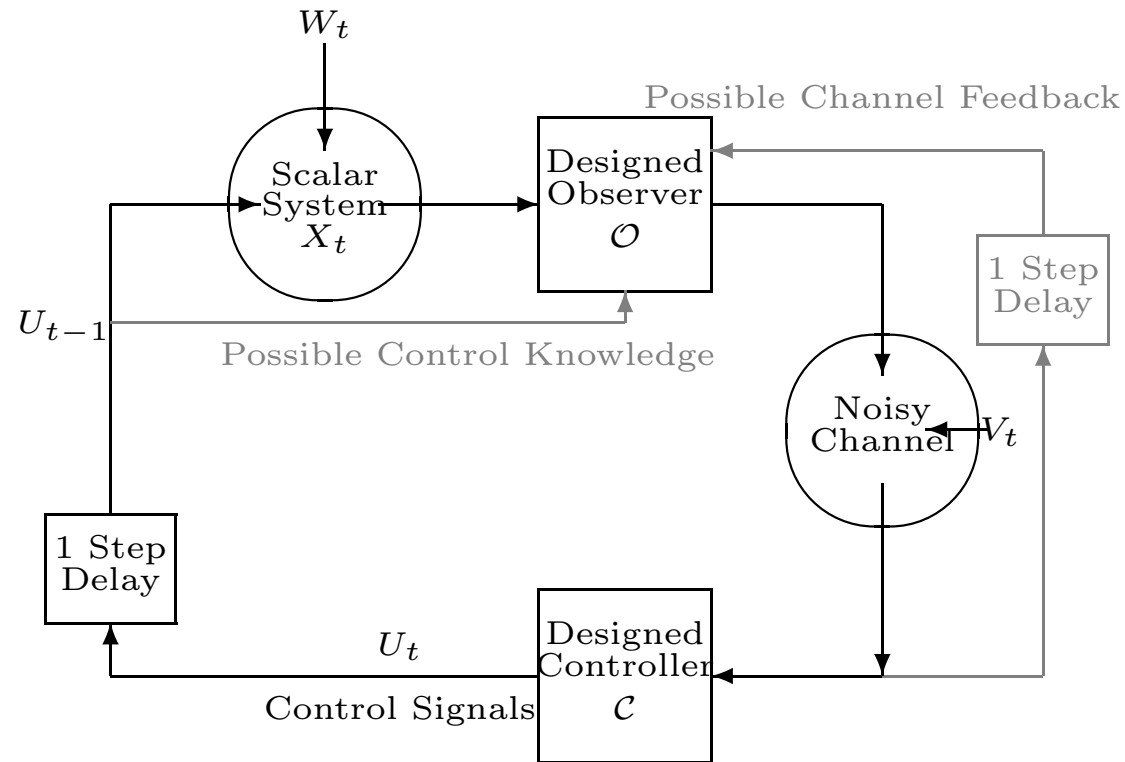 W_t
Possible Channel Feedback
Scalar
System
X_t
Designed
Observer
𝒪
1 Step
Delay
U_{t−1}
Possible Control Knowledge
Noisy
Channel
V_t
1 Step
Delay
Designed
Controller
𝒞
U_t
Control Signals